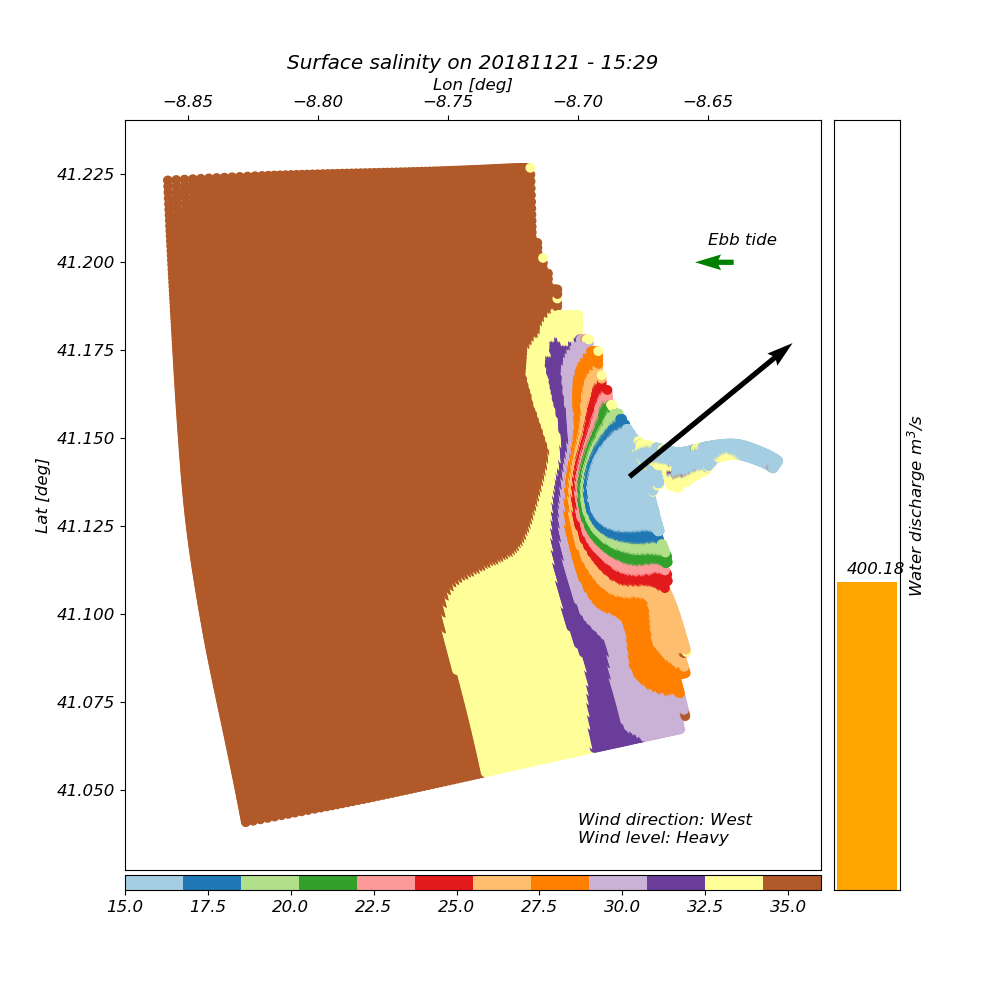 Surface salinity on 20181121 - 15:29
Lon [deg]
−8.85 −8.80 −8.75 −8.70 −8.65
41.225
41.200
41.175
41.150
41.125
41.100
41.075
41.050
Lat [deg]
Ebb tide
Wind direction: West
Wind level: Heavy
400.18
Water discharge m³/s
15.0 17.5 20.0 22.5 25.0 27.5 30.0 32.5 35.0